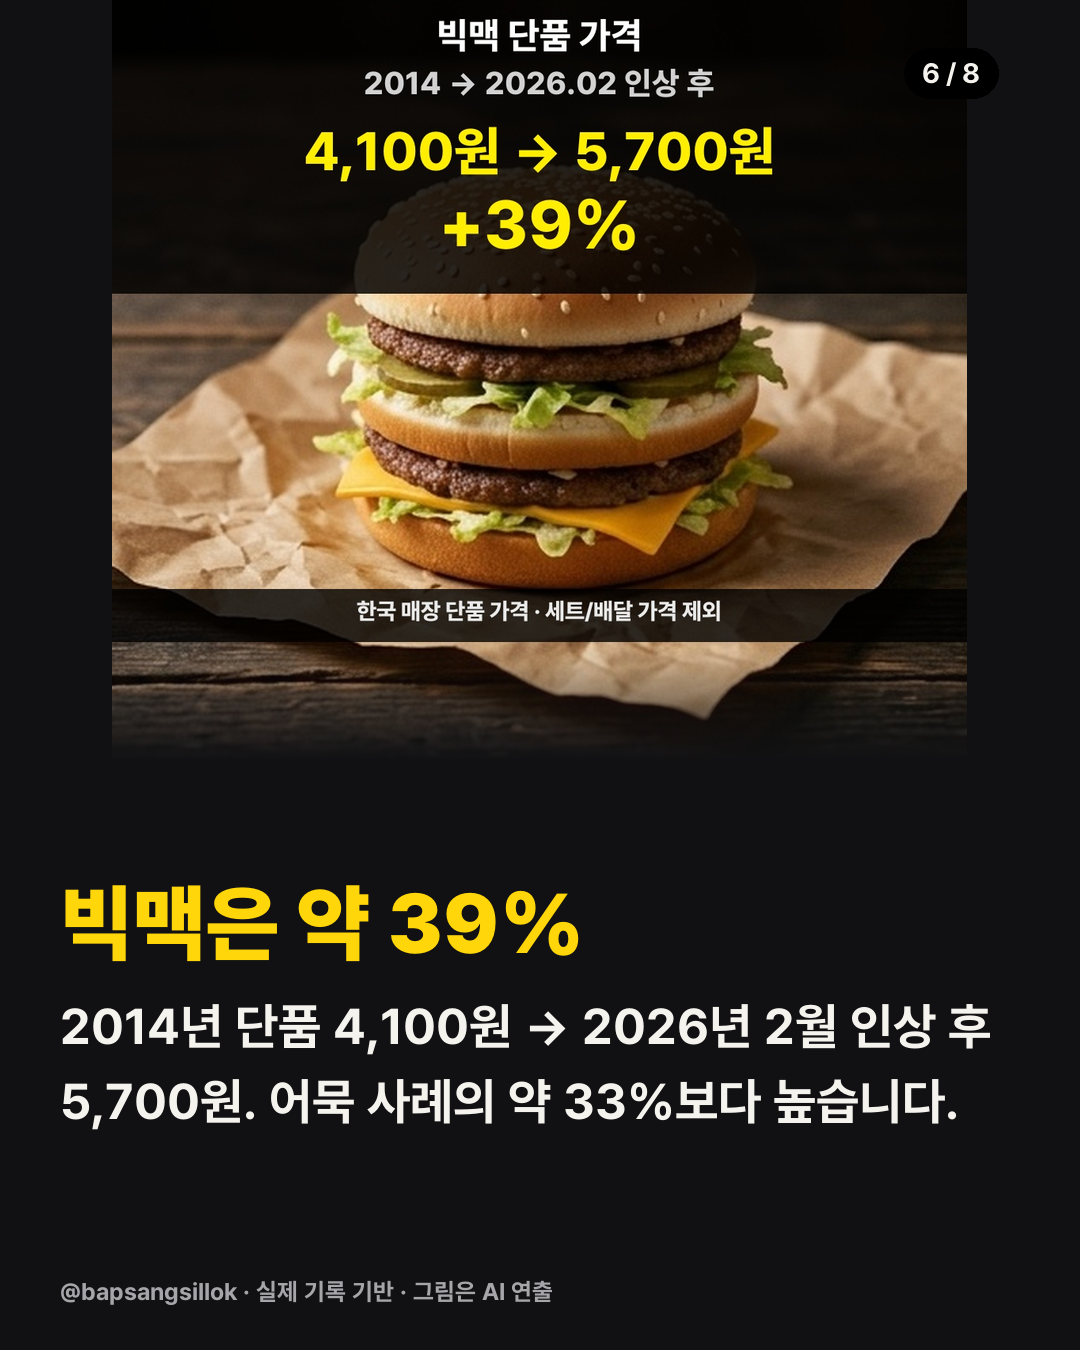 빅맥 단품 가격
2014 → 2026.02 인상 후
6 / 8
4,100원 → 5,700원
+39%
한국 매장 단품 가격 · 세트/배달 가격 제외
빅맥은 약 39%
2014년 단품 4,100원 → 2026년 2월 인상 후
5,700원. 어묵 사례의 약 33%보다 높습니다.
@bapsangsillok · 실제 기록 기반 · 그림은 AI 연출